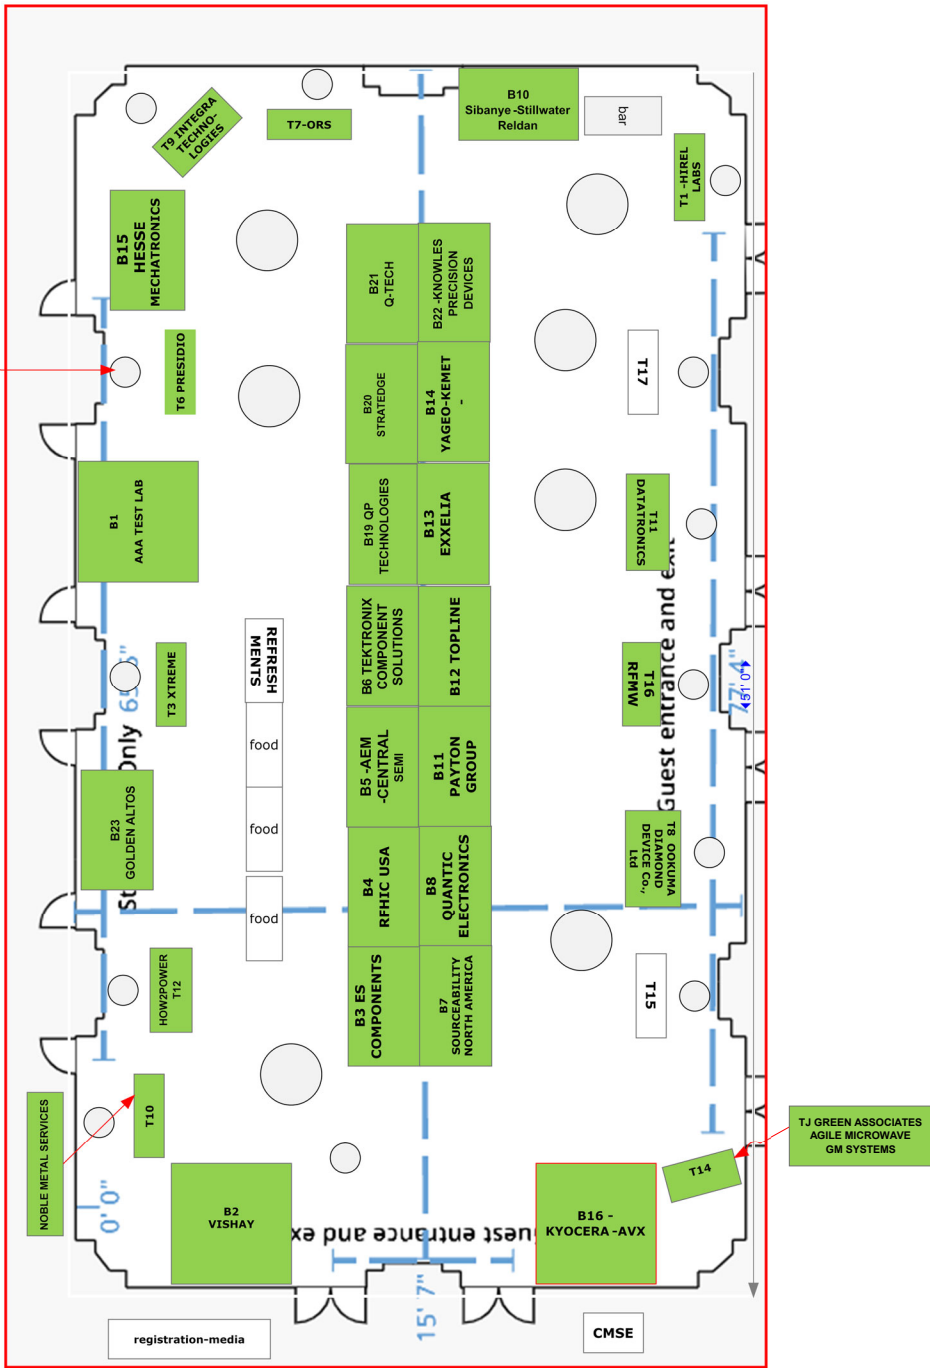 B10
Sibanye -Stillwater
Reldan
bar
T9 INTEGRA
TECHNO-
LOGIES
T7-ORS
T1 -HIREL
LABS
B15
HESSE
MECHATRONICS
B21
Q-TECH
B22 -KNOWLES
PRECISION
DEVICES
T6 PRESIDIO
B20
STRATEDGE
B14
YAGEO-KEMET
-
T17
B1
AAA TEST LAB
B19 QP
TECHNOLOGIES
B13
EXXELIA
T11
DATATRONICS
Guest entrance and exit
REFRESH
MENTS
B6 TEKTRONIX
COMPONENT
SOLUTIONS
B12 TOPLINE
T16
RFMW
77' 4"
51' 0"
T3 XTREME
Only
food
B5 -AEM
-CENTRAL
SEMI
B11
PAYTON
GROUP
B23
GOLDEN ALTOS
food
T8 OOKUMA
DIAMOND
DEVICE Co.,
Ltd
food
B4
RFHIC USA
B8
QUANTIC
ELECTRONICS
HOW2POWER
T12
B3 ES
COMPONENTS
B7
SOURCEABILITY
NORTH AMERICA
T15
NOBLE METAL SERVICES
T10
TJ GREEN ASSOCIATES
AGILE MICROWAVE
GM SYSTEMS
T14
0' 0"
B2
VISHAY
B16 -
KYOCERA -AVX
entrance and
15' 7"
registration-media
CMSE